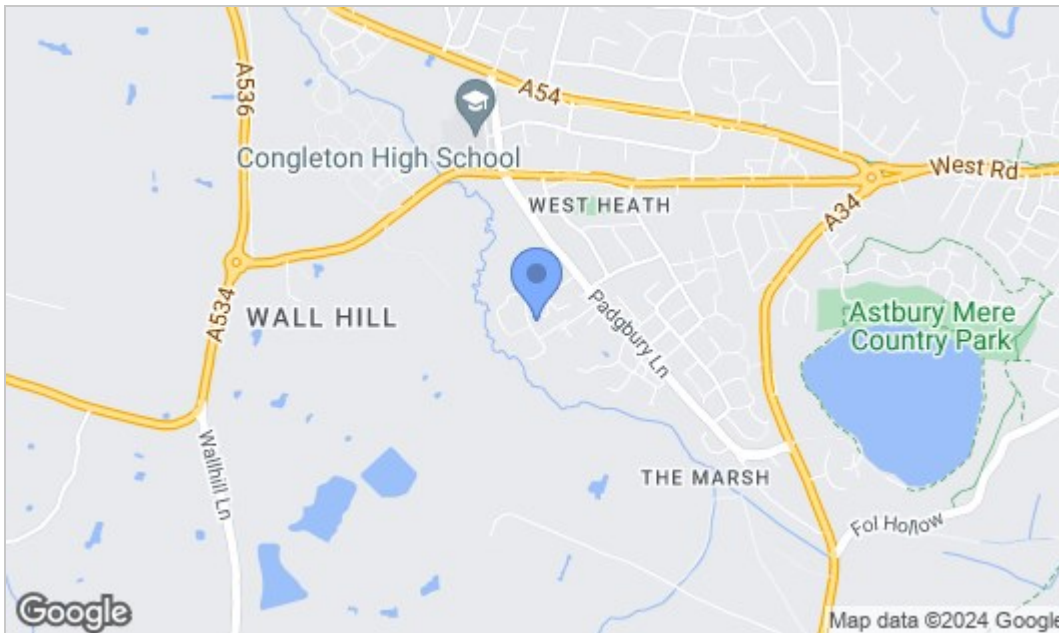 A536
A54
Congleton High School
West Rd
WEST HEATH
A34
A534
WALL HILL
Padgbury Ln
Astbury Mere
Country Park
Wallhill Ln
THE MARSH
Fol Hollow
Google
Map data ©2024 Google